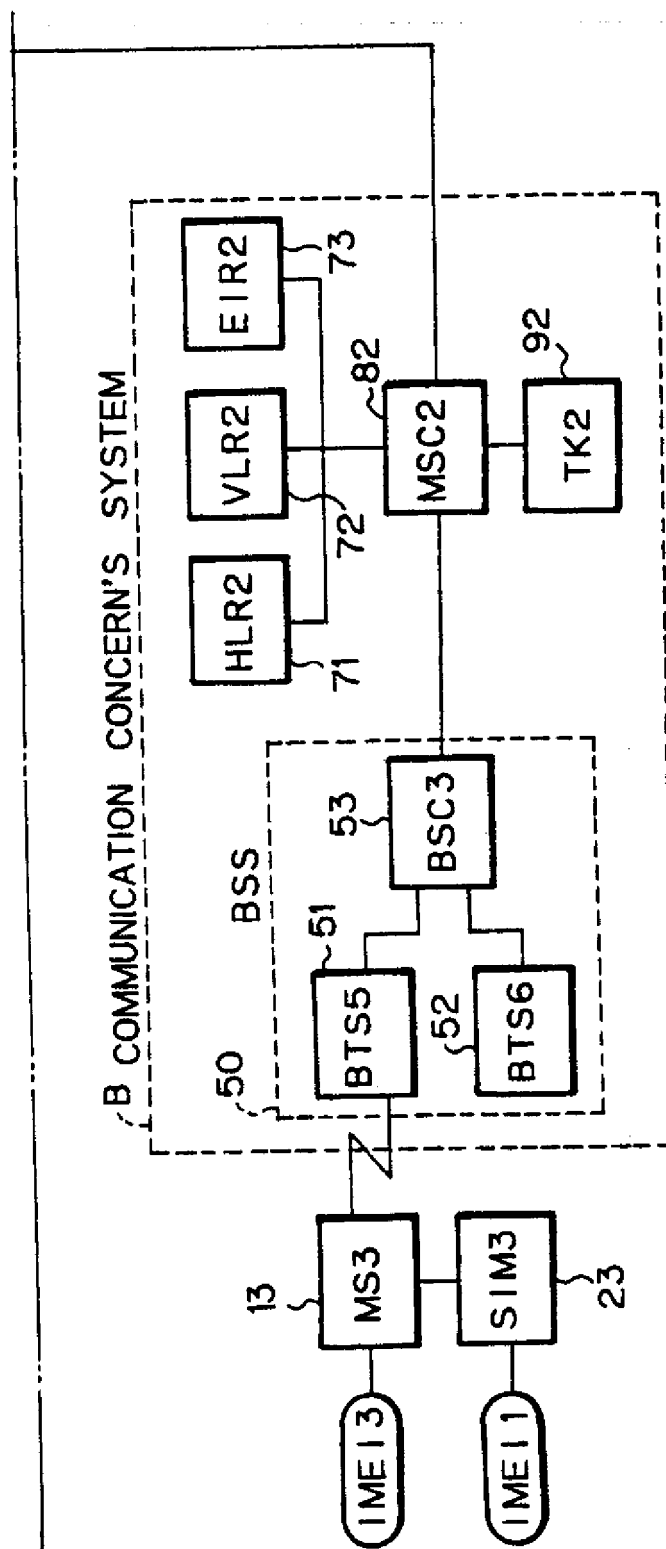 B COMMUNICATION CONCERN'S SYSTEM
HLR2
71
VLR2
72
EIR2
73
MSC2
82
TK2
92
BSS
50
BTS5
51
BTS6
52
BSC3
53
MS3
13
SIM3
23
IMEI3
IMEI1